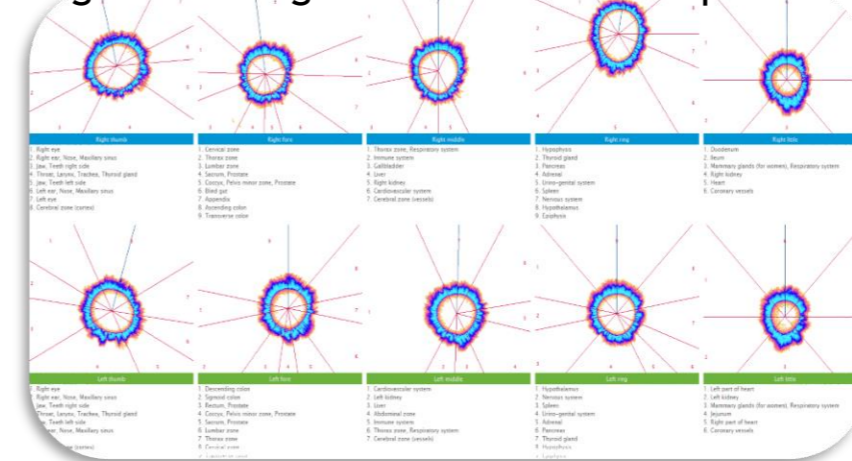 Right thumb
1. Right eye
2. Right ear, Nose, Maxillary sinus
3. Jaw, Teeth right side
4. Throat, Larynx, Trachea, Thyroid gland
5. Jaw, Teeth left side
6. Left ear, Nose, Maxillary sinus
7. Left eye
8. Cerebral zone (cortex)
Right fore
1. Cervical zone
2. Thorax zone
3. Lumbar zone
4. Sacrum, Prostate
5. Coccyx, Pelvis minor zone, Prostate
6. Blind gut
7. Appendix
8. Ascending colon
9. Transverse colon
Right middle
1. Thorax zone, Respiratory system
2. Immune system
3. Gallbladder
4. Liver
5. Right kidney
6. Cardiovascular system
7. Cerebral zone (vessels)
Right ring
1. Hypophysis
2. Thyroid gland
3. Pancreas
4. Adrenal
5. Urino-genital system
6. Spleen
7. Nervous system
8. Hypothalamus
9. Epiphysis
Right little
1. Duodenum
2. Ileum
3. Mammary glands (for women), Respiratory system
4. Right kidney
5. Heart
6. Coronary vessels
Left thumb
1. Right eye
2. Right ear, Nose, Maxillary sinus
Jaw, Teeth right side
Throat, Larynx, Trachea, Thyroid gland
Jaw, Teeth left side
ear, Nose, Maxillary sinus
zone (cortex)
Left fore
1. Descending colon
2. Sigmoid colon
3. Rectum, Prostate
4. Coccyx, Pelvis minor zone, Prostate
5. Sacrum, Prostate
6. Lumbar zone
7. Thorax zone
8. Cervical zone
Left middle
1. Cardiovascular system
2. Left kidney
3. Liver
4. Abdominal zone
5. Immune system
6. Thorax zone, Respiratory system
7. Cerebral zone (vessels)
Left ring
1. Hypothalamus
2. Nervous system
3. Spleen
4. Urino-genital system
5. Adrenal
6. Pancreas
7. Thyroid gland
8. Hypophysis
Left little
1. Left part of heart
2. Left kidney
3. Mammary glands (for women), Respiratory system
4. Jejunum
5. Right part of heart
6. Coronary vessels